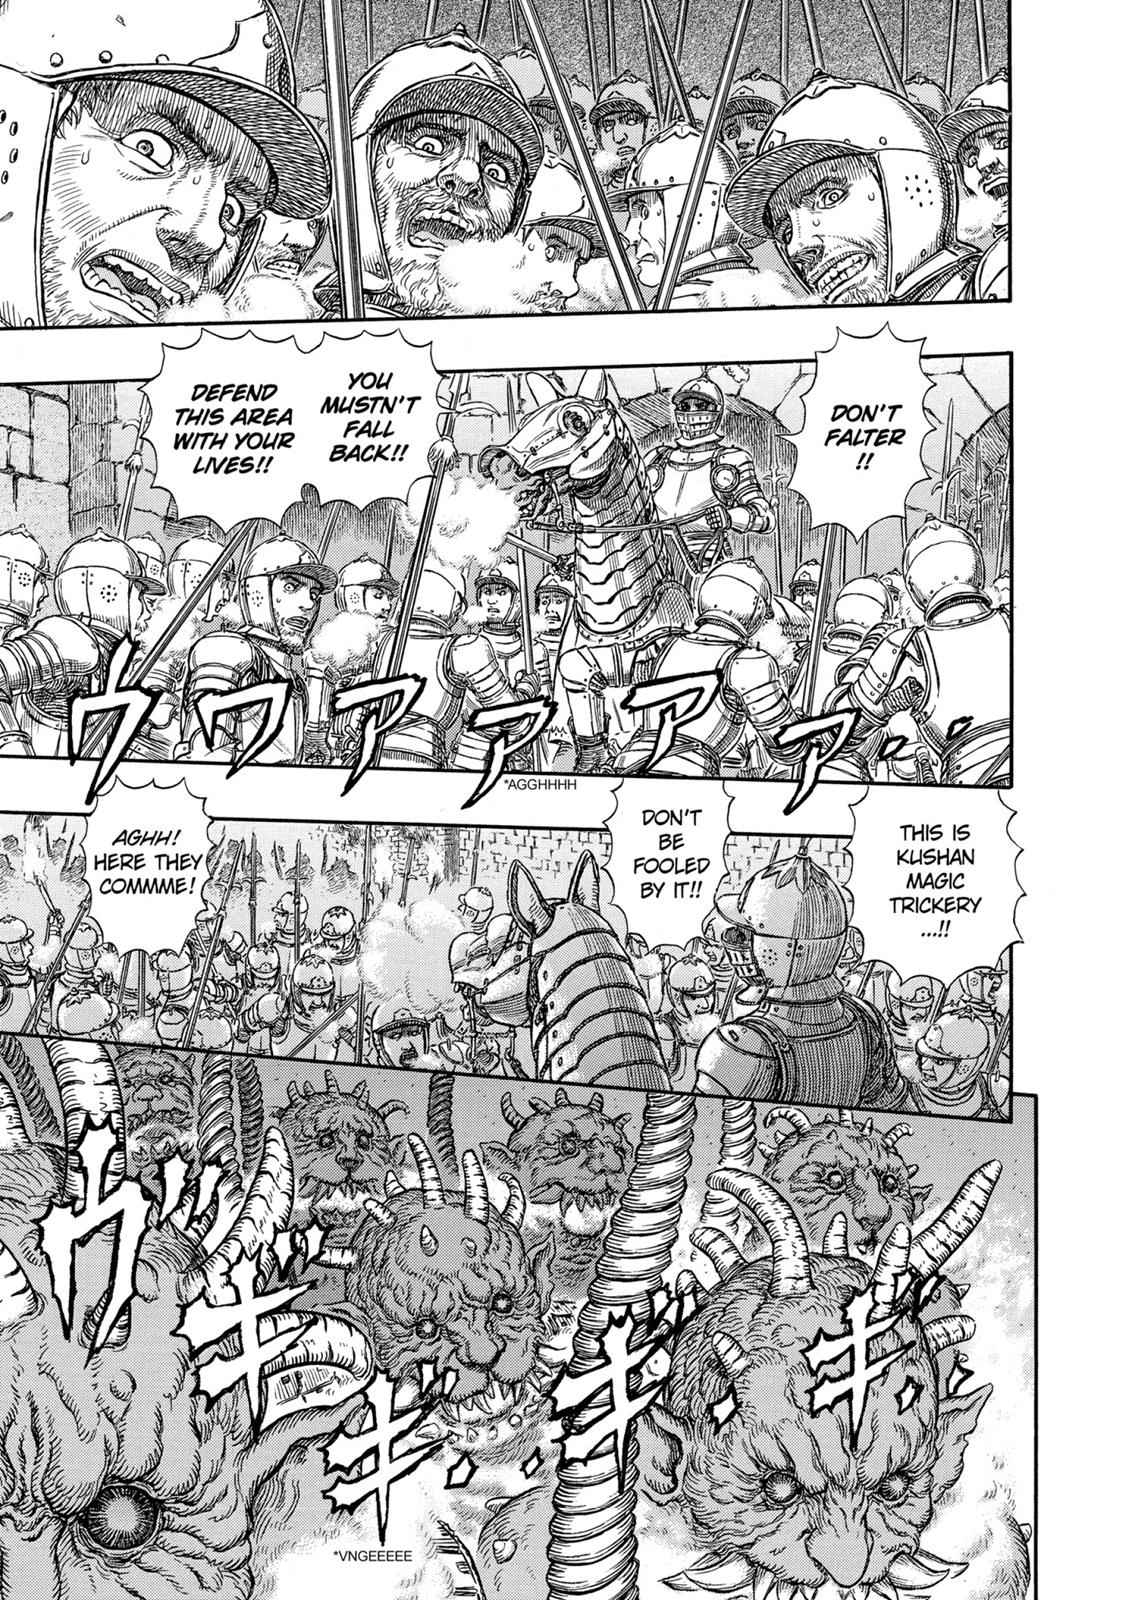 DON'T
FALTER
!!
YOU
MUSTN'T
FALL
BACK!!
DEFEND
THIS AREA
WITH YOUR
LIVES!!
ウワアアアア..
*AGGHHHH
THIS IS
KUSHAN
MAGIC
TRICKERY
...!!
DON'T
BE
FOOLED
BY IT!!
AGHH!
HERE THEY
COMMME!
ヴギギギギ
*VNGEEEEE